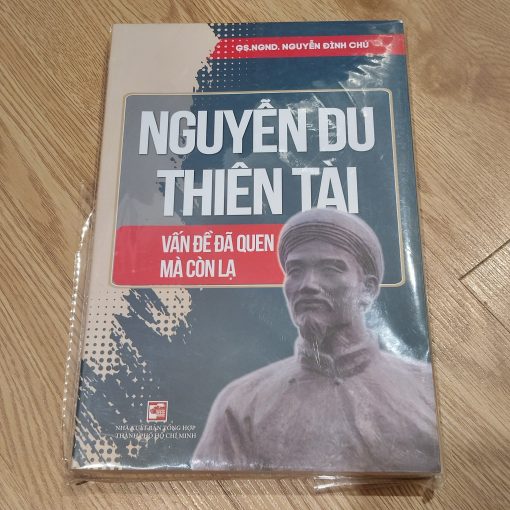 GS.NGND. NGUYỄN ĐÌNH CHÚ
NGUYỄN DU
THIÊN TÀI
VẤN ĐỀ ĐÃ QUEN
MÀ CÒN LẠ
NHÀ XUẤT BẢN TỔNG HỢP
THÀNH PHỐ HỒ CHÍ MINH